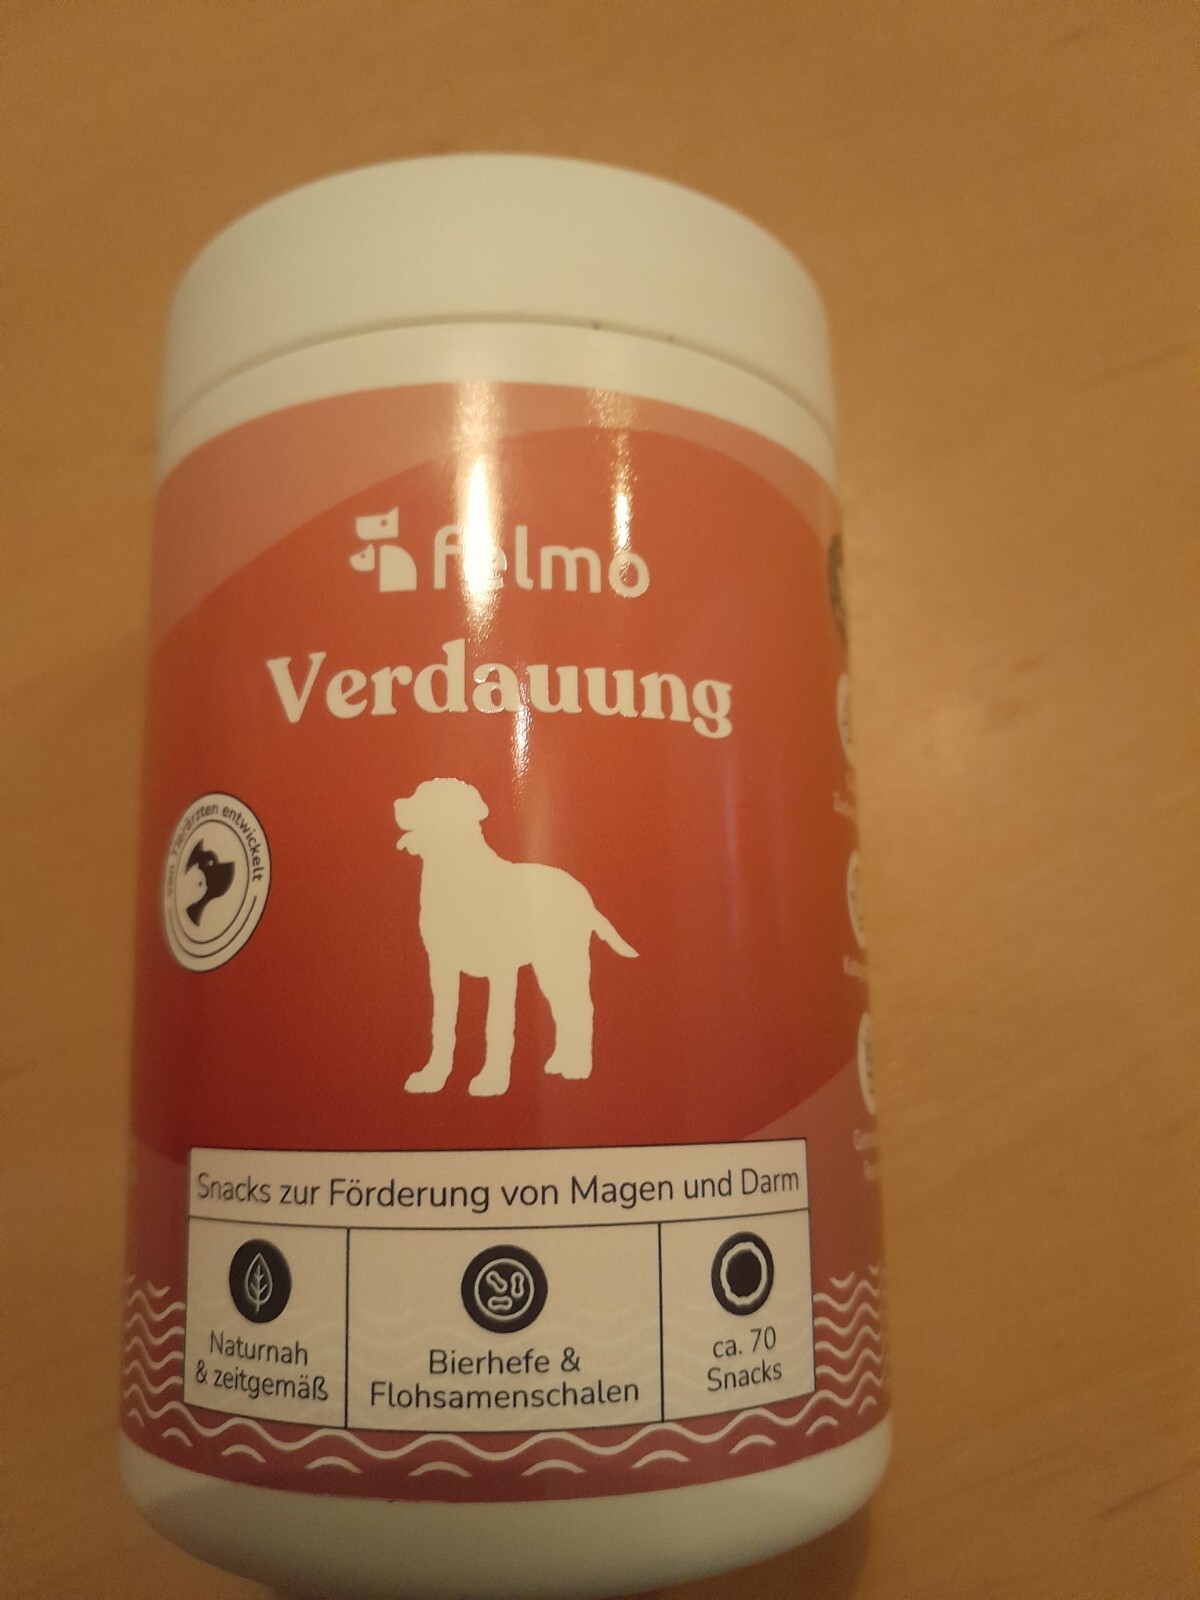 felmo
Verdauung
von Tierärzten entwickelt
Snacks zur Förderung von Magen und Darm
Naturnah
& zeitgemäß
Bierhefe &
Flohsamenschalen
ca. 70
Snacks